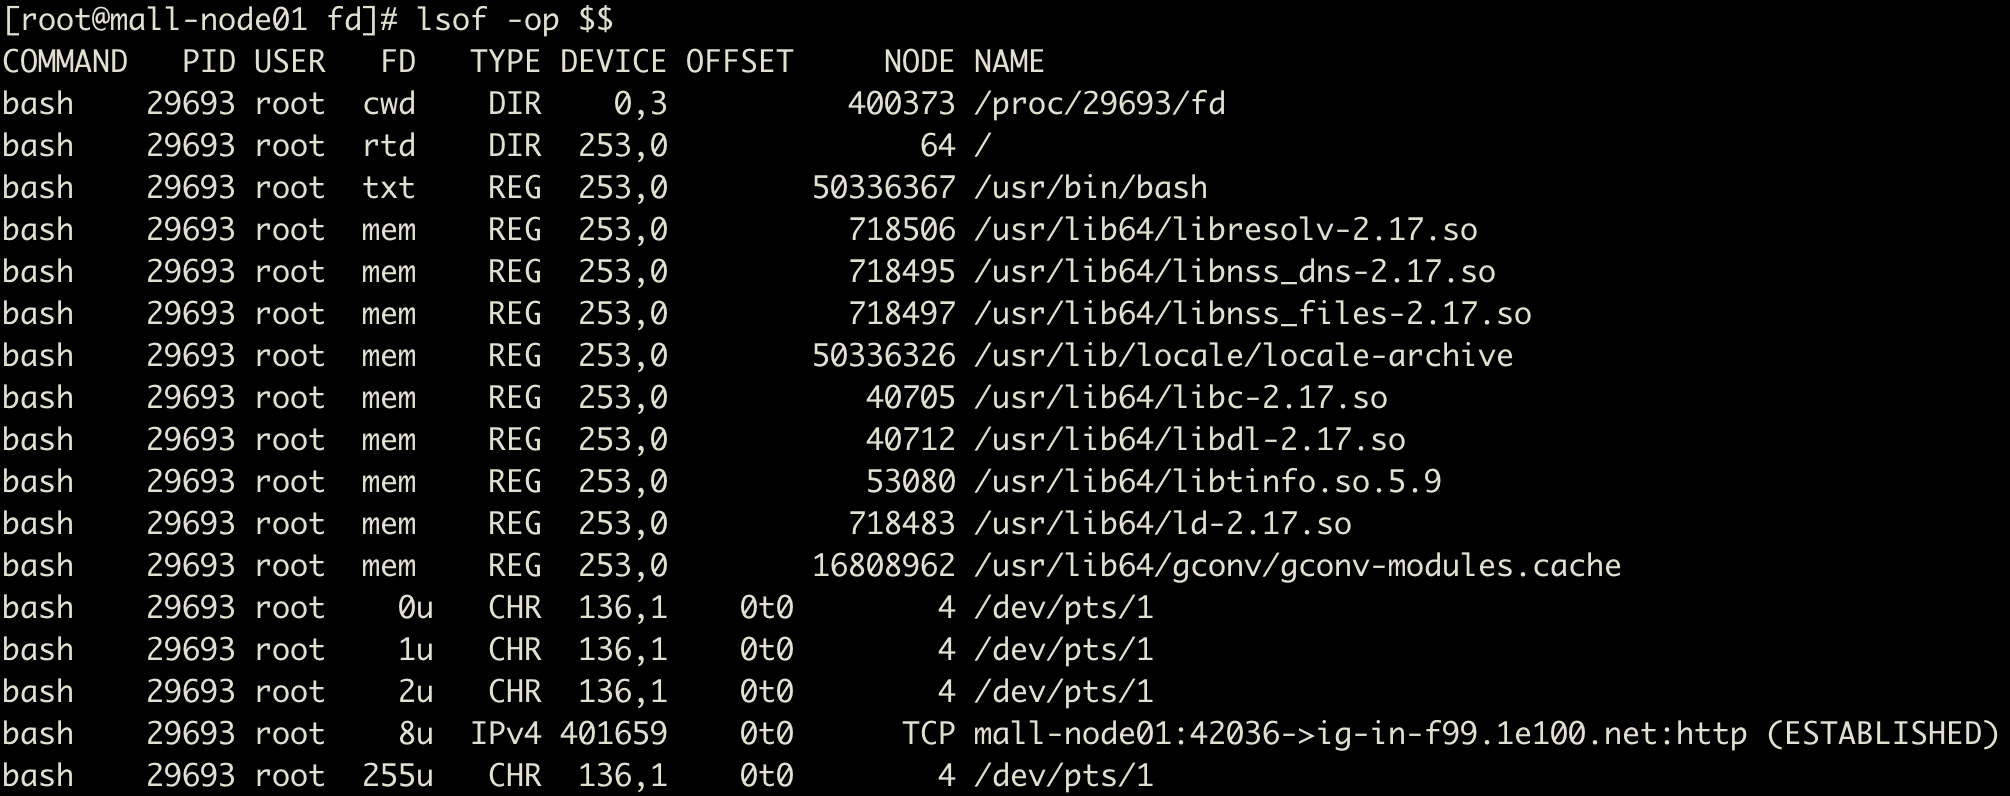 [root@mall-node01 fd]# lsof -op $$
COMMAND   PID USER   FD   TYPE DEVICE OFFSET     NODE NAME
bash    29693 root  cwd    DIR    0,3          400373 /proc/29693/fd
bash    29693 root  rtd    DIR  253,0              64 /
bash    29693 root  txt    REG  253,0        50336367 /usr/bin/bash
bash    29693 root  mem    REG  253,0          718506 /usr/lib64/libresolv-2.17.so
bash    29693 root  mem    REG  253,0          718495 /usr/lib64/libnss_dns-2.17.so
bash    29693 root  mem    REG  253,0          718497 /usr/lib64/libnss_files-2.17.so
bash    29693 root  mem    REG  253,0        50336326 /usr/lib/locale/locale-archive
bash    29693 root  mem    REG  253,0           40705 /usr/lib64/libc-2.17.so
bash    29693 root  mem    REG  253,0           40712 /usr/lib64/libdl-2.17.so
bash    29693 root  mem    REG  253,0           53080 /usr/lib64/libtinfo.so.5.9
bash    29693 root  mem    REG  253,0          718483 /usr/lib64/ld-2.17.so
bash    29693 root  mem    REG  253,0        16808962 /usr/lib64/gconv/gconv-modules.cache
bash    29693 root    0u   CHR  136,1    0t0        4 /dev/pts/1
bash    29693 root    1u   CHR  136,1    0t0        4 /dev/pts/1
bash    29693 root    2u   CHR  136,1    0t0        4 /dev/pts/1
bash    29693 root    8u  IPv4 401659    0t0      TCP mall-node01:42036->ig-in-f99.1e100.net:http (ESTABLISHED)
bash    29693 root  255u   CHR  136,1    0t0        4 /dev/pts/1